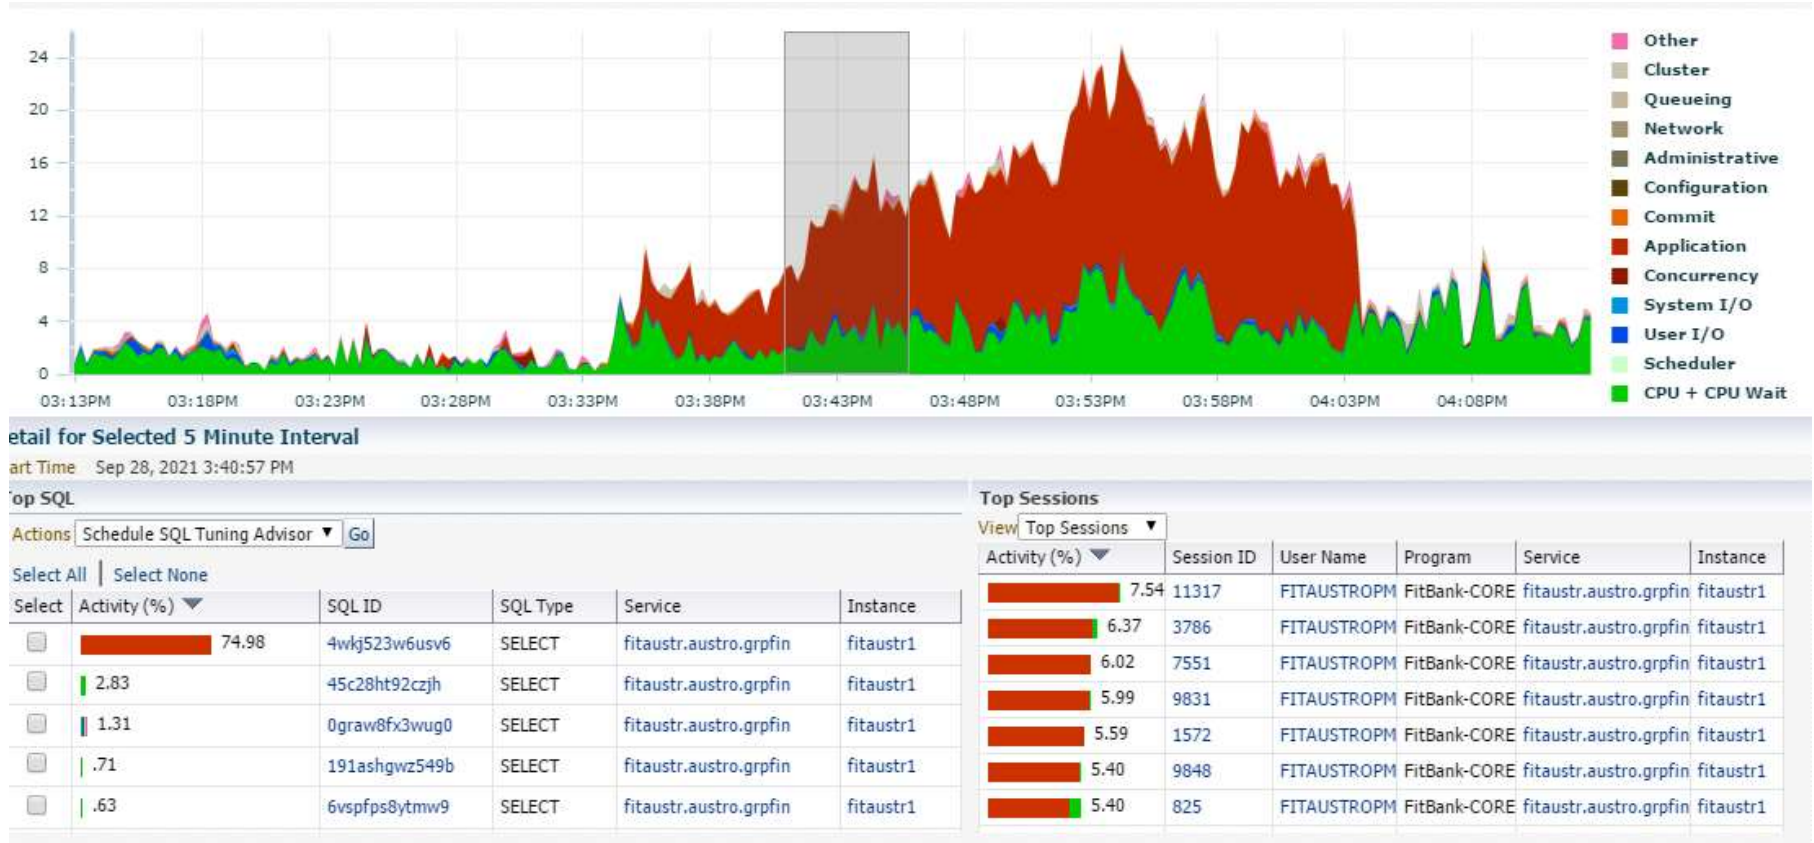 24
20
16
12
8
4
0
03:13PM 03:18PM 03:23PM 03:28PM 03:33PM 03:38PM 03:43PM 03:48PM 03:53PM 03:58PM 04:03PM 04:08PM
Other
Cluster
Queueing
Network
Administrative
Configuration
Commit
Application
Concurrency
System I/O
User I/O
Scheduler
CPU + CPU Wait
etail for Selected 5 Minute Interval
art Time Sep 28, 2021 3:40:57 PM
op SQL
Actions Schedule SQL Tuning Advisor ▼ Go
Select All | Select None
Select Activity (%) SQL ID SQL Type Service Instance
74.98 4wkj523w6usv6 SELECT fitaustr.austro.grpfin fitaustr1
2.83 45c28ht92czjh SELECT fitaustr.austro.grpfin fitaustr1
1.31 0graw8fx3wug0 SELECT fitaustr.austro.grpfin fitaustr1
.71 191ashgwz549b SELECT fitaustr.austro.grpfin fitaustr1
.63 6vspfps8ytmw9 SELECT fitaustr.austro.grpfin fitaustr1
Top Sessions
View Top Sessions ▼
Activity (%) Session ID User Name Program Service Instance
7.54 11317 FITAUSTROPM FitBank-CORE fitaustr.austro.grpfin fitaustr1
6.37 3786 FITAUSTROPM FitBank-CORE fitaustr.austro.grpfin fitaustr1
6.02 7551 FITAUSTROPM FitBank-CORE fitaustr.austro.grpfin fitaustr1
5.99 9831 FITAUSTROPM FitBank-CORE fitaustr.austro.grpfin fitaustr1
5.59 1572 FITAUSTROPM FitBank-CORE fitaustr.austro.grpfin fitaustr1
5.40 9848 FITAUSTROPM FitBank-CORE fitaustr.austro.grpfin fitaustr1
5.40 825 FITAUSTROPM FitBank-CORE fitaustr.austro.grpfin fitaustr1